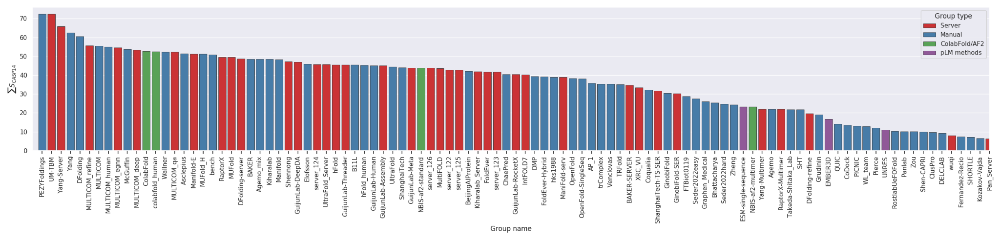 Group type
Server
Manual
ColabFold/AF2
pLM methods
70
60
50
40
30
20
10
0
∑S_CASP14
PEZYFoldings
UM-TBM
Yang-Server
Yang
DFolding
MULTICOM_refine
MULTICOM
MULTICOM_human
MULTICOM_egnn
McGuffin
MULTICOM_deep
ColabFold
colabfold_human
Wallner
MULTICOM_qa
Asclepius
Manifold-E
MUFold_H
bench
RaptorX
MUFold
DFolding-server
BAKER
Agemo_mix
Kiharalab
Manifold
Shennong
GuijunLab-DeepDA
Elofsson
server_124
UltraFold_Server
hFold
GuijunLab-Threader
B11L
hFold_human
GuijunLab-Human
GuijunLab-Assembly
UltraFold
ShanghaiTech
GuijunLab-Meta
NBIS-af2-standard
server_126
MultiFOLD
server_122
server_125
BeijingAIProtein
Kiharalab_Server
FoldEver
server_123
ChaePred
GuijunLab-RocketX
IntFOLD7
DMP
FoldEver-Hybrid
hks1988
ManiFold-serv
OpenFold
OpenFold-SingleSeq
AP_1
trComplex
Venclovas
TRFold
BAKER-SERVER
XRC_VU
Coqualia
ShanghaiTech-TS-SER
GinobiFold
GinobiFold-SER
FTBiot0119
Seder2022easy
Graphen_Medical
Bhattacharya
Seder2022hard
Zheng
ESM-single-sequence
NBIS-af2-multimer
Yang-Multimer
Agemo
RaptorX-Multimer
Takeda-Shitaka_Lab
SHT
DFolding-refine
Grudinin
EMBER3D
QUIC
CoDock
PICNIC
WL_team
Pierce
UNRES
RostlabUeFOFold
Panlab
Zou
Shen-CAPRI
ClusPro
DELCLAB
wuqi
Fernandez-Recio
SHORTLE
Kozakov-Vajda
Pan_Server
Group name